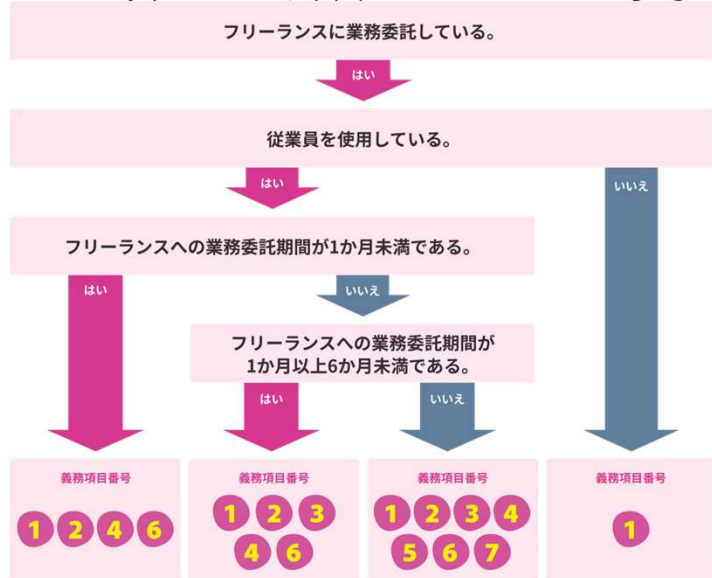 フリーランスに業務委託している。
はい
従業員を使用している。
はい
いいえ
フリーランスへの業務委託期間が1か月未満である。
はい
いいえ
フリーランスへの業務委託期間が
1か月以上6か月未満である。
はい
いいえ
義務項目番号
1 2 4 6
義務項目番号
1 2 3
4 6
義務項目番号
1 2 3 4
5 6 7
義務項目番号
1